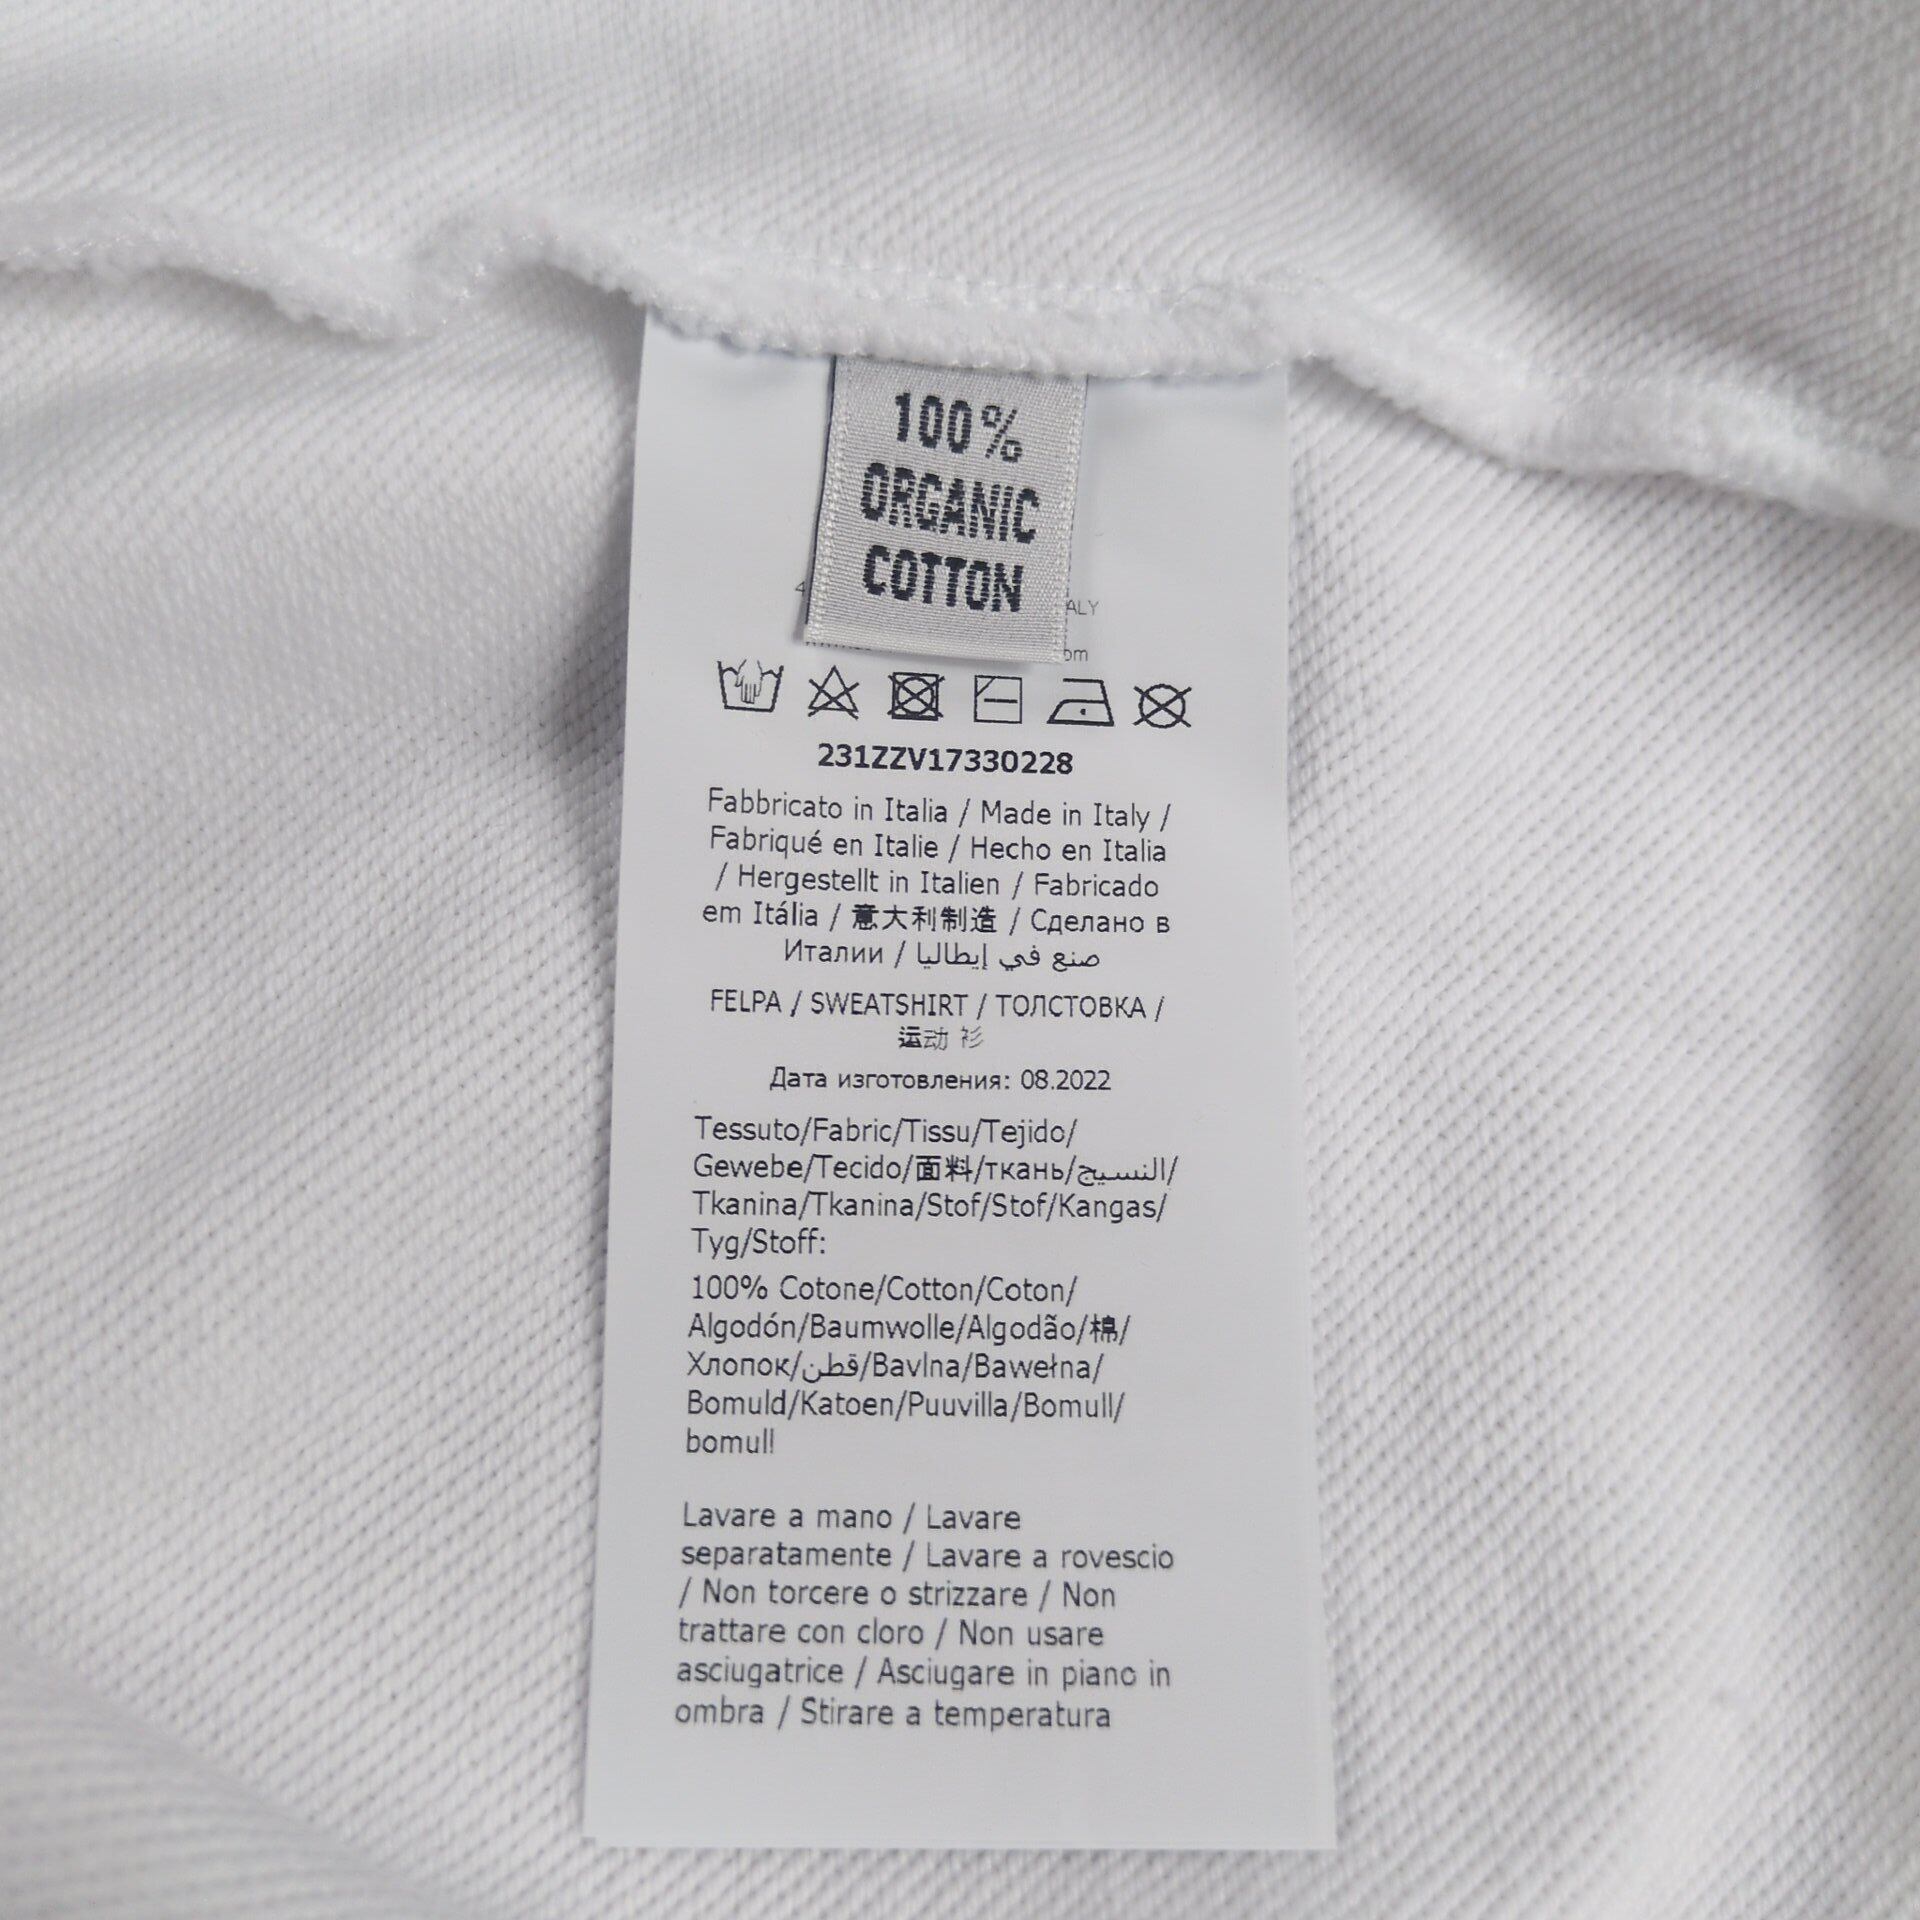 100%
ORGANIC
COTTON
ALY
231ZZV17330228
Fabbricato in Italia / Made in Italy /
Fabriqué en Italie / Hecho en Italia
/ Hergestellt in Italien / Fabricado
em Itália / 意大利制造 / Сделано в
Италии / صنع في إيطاليا
FELPA / SWEATSHIRT / ТОЛСТОВКА /
运动 衫
Дата изготовления: 08.2022
Tessuto/Fabric/Tissu/Tejido/
Gewebe/Tecido/面料/ткань/النسيج/
Tkanina/Tkanina/Stof/Stof/Kangas/
Tyg/Stoff:
100% Cotone/Cotton/Coton/
Algodón/Baumwolle/Algodão/棉/
Хлопок/قطن/Bavlna/Bawełna/
Bomuld/Katoen/Puuvilla/Bomull/
bomull
Lavare a mano / Lavare
separatamente / Lavare a rovescio
/ Non torcere o strizzare / Non
trattare con cloro / Non usare
asciugatrice / Asciugare in piano in
ombra / Stirare a temperatura